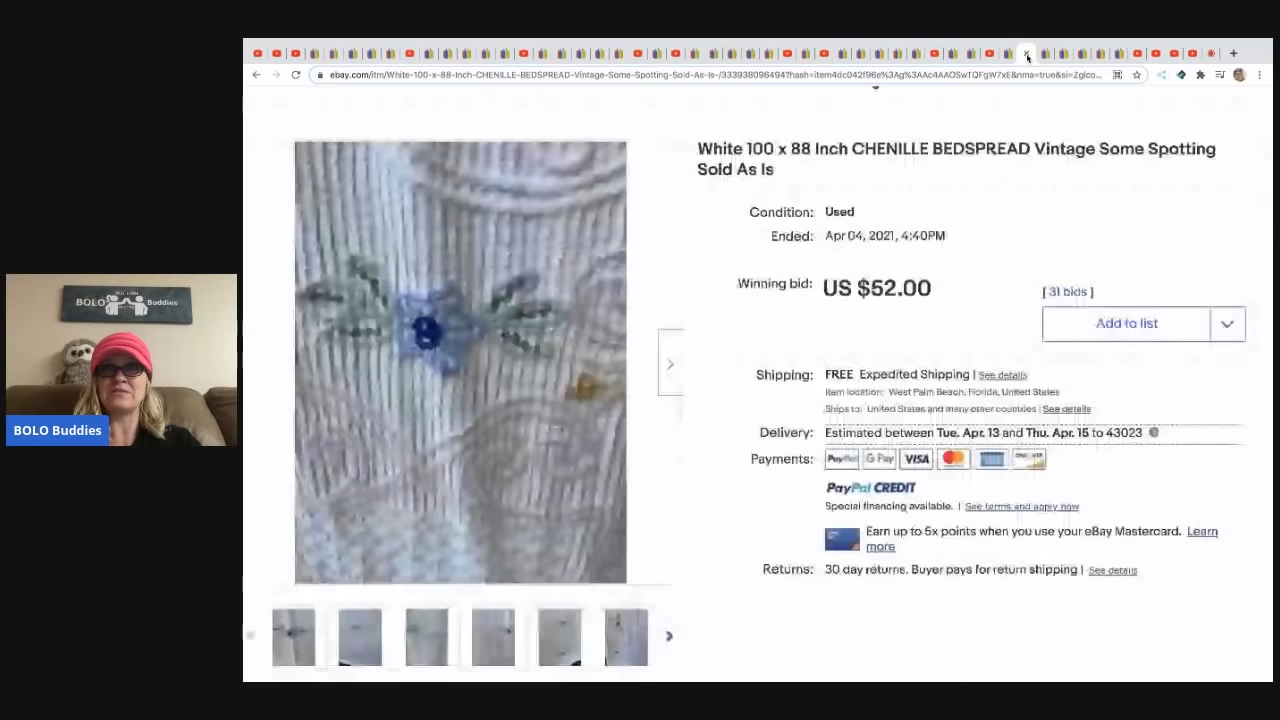 ebay.com/itm/White-100-x-88-Inch-CHENILLE-BEDSPREAD-Vintage-Some-Spotting-Sold-As-Is-/333938096494?hash=item4dc042f96e%3Ag%3AAc4AAOSwTQFgW7xE&nma=true&si=Zglco...
White 100 x 88 Inch CHENILLE BEDSPREAD Vintage Some Spotting
Sold As Is
Condition: Used
Ended: Apr 04, 2021, 4:40PM
Winning bid: US $52.00 [ 31 bids ]
Add to list
Shipping: FREE Expedited Shipping | See details
Item location: West Palm Beach, Florida, United States
Ships to: United States and many other countries | See details
Delivery: Estimated between Tue. Apr. 13 and Thu. Apr. 15 to 43023
Payments: PayPal G Pay VISA DISCOVER
PayPal CREDIT
Special financing available. | See terms and apply now
Earn up to 5x points when you use your eBay Mastercard. Learn
more
Returns: 30 day returns. Buyer pays for return shipping | See details
BOLO Buddies
BOLO Buddies